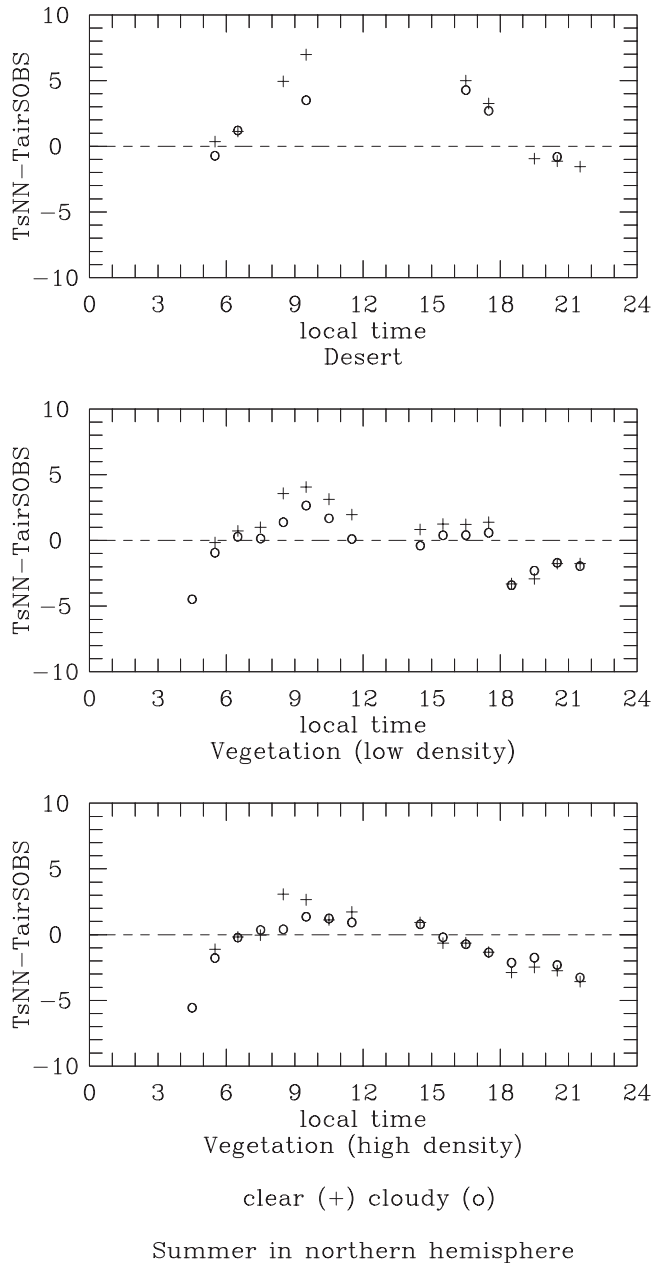 10
5
0
−5
−10
TsNN−TairSOBS
0 3 6 9 12 15 18 21 24
local time
Desert
10
5
0
−5
−10
TsNN−TairSOBS
0 3 6 9 12 15 18 21 24
local time
Vegetation (low density)
10
5
0
−5
−10
TsNN−TairSOBS
0 3 6 9 12 15 18 21 24
local time
Vegetation (high density)
clear (+) cloudy (o)
Summer in northern hemisphere